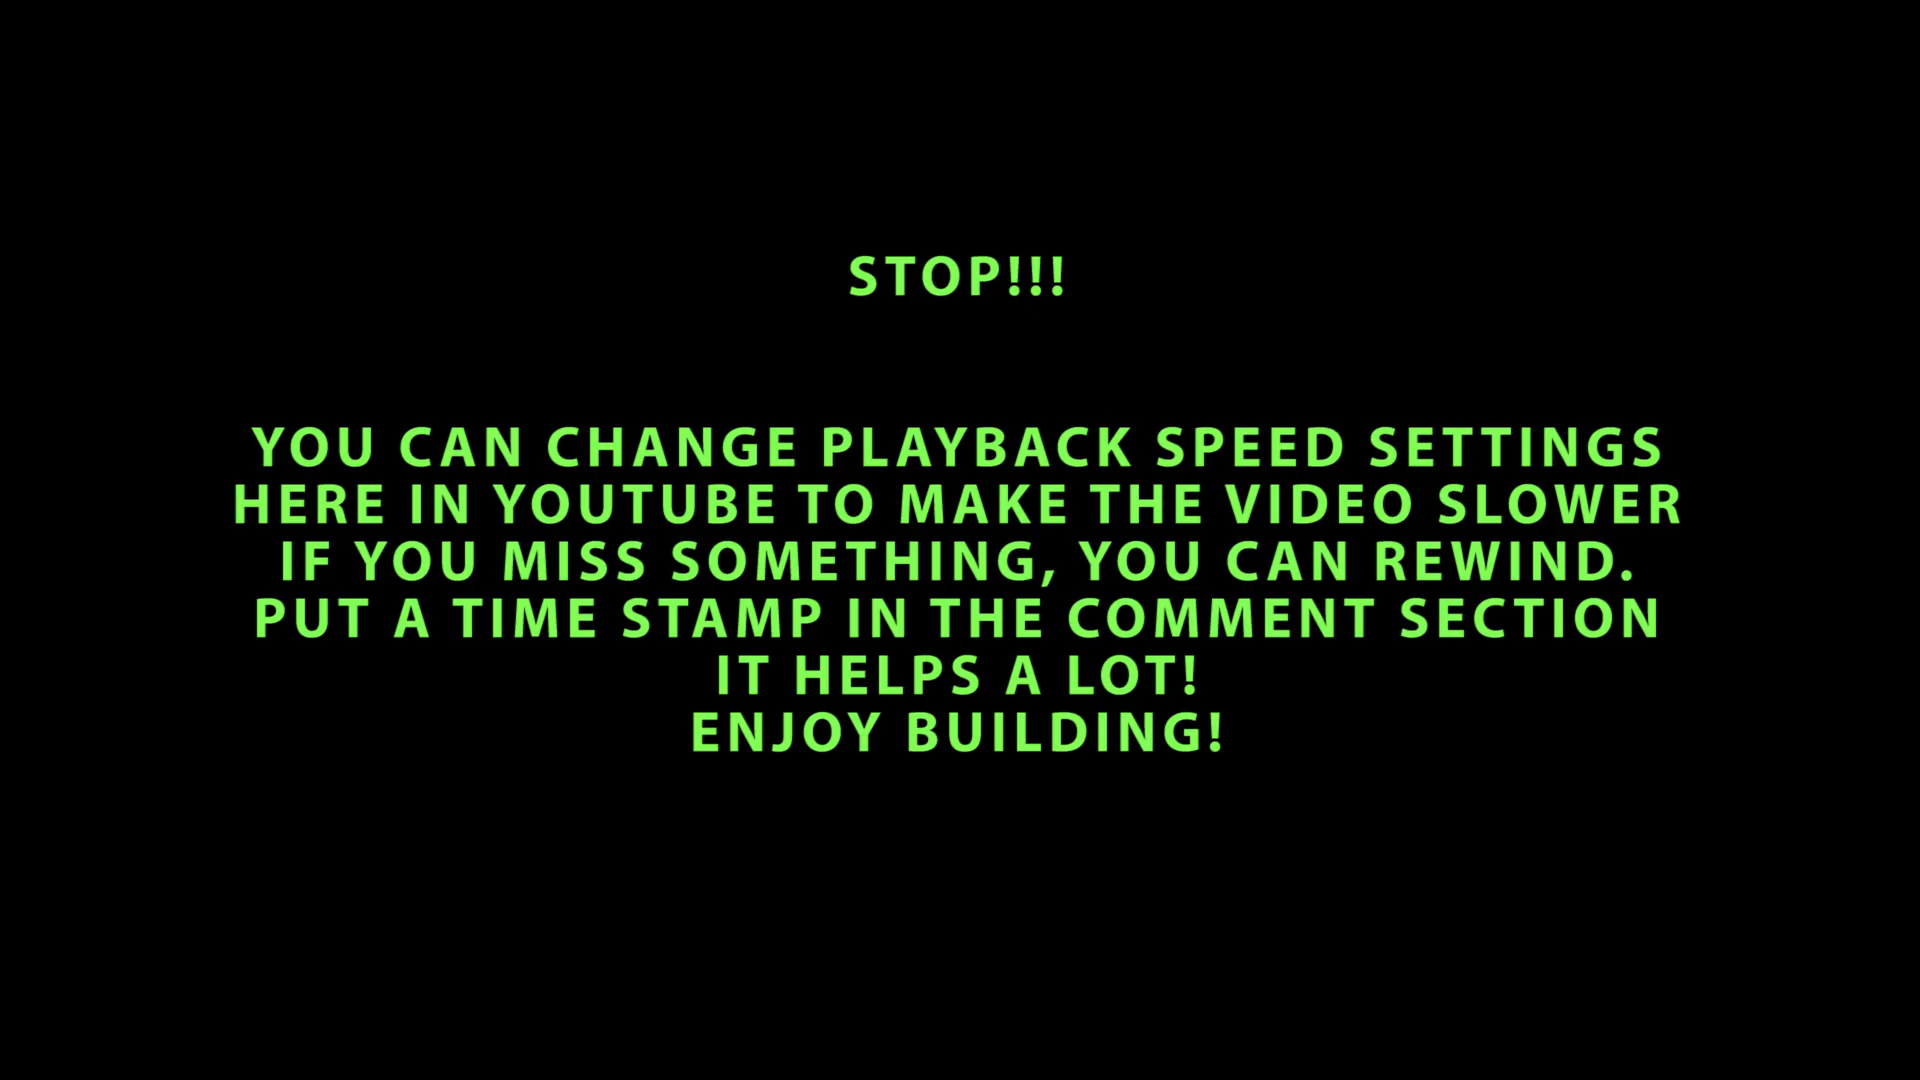 STOP!!!
YOU CAN CHANGE PLAYBACK SPEED SETTINGS
HERE IN YOUTUBE TO MAKE THE VIDEO SLOWER
IF YOU MISS SOMETHING, YOU CAN REWIND.
PUT A TIME STAMP IN THE COMMENT SECTION
IT HELPS A LOT!
ENJOY BUILDING!